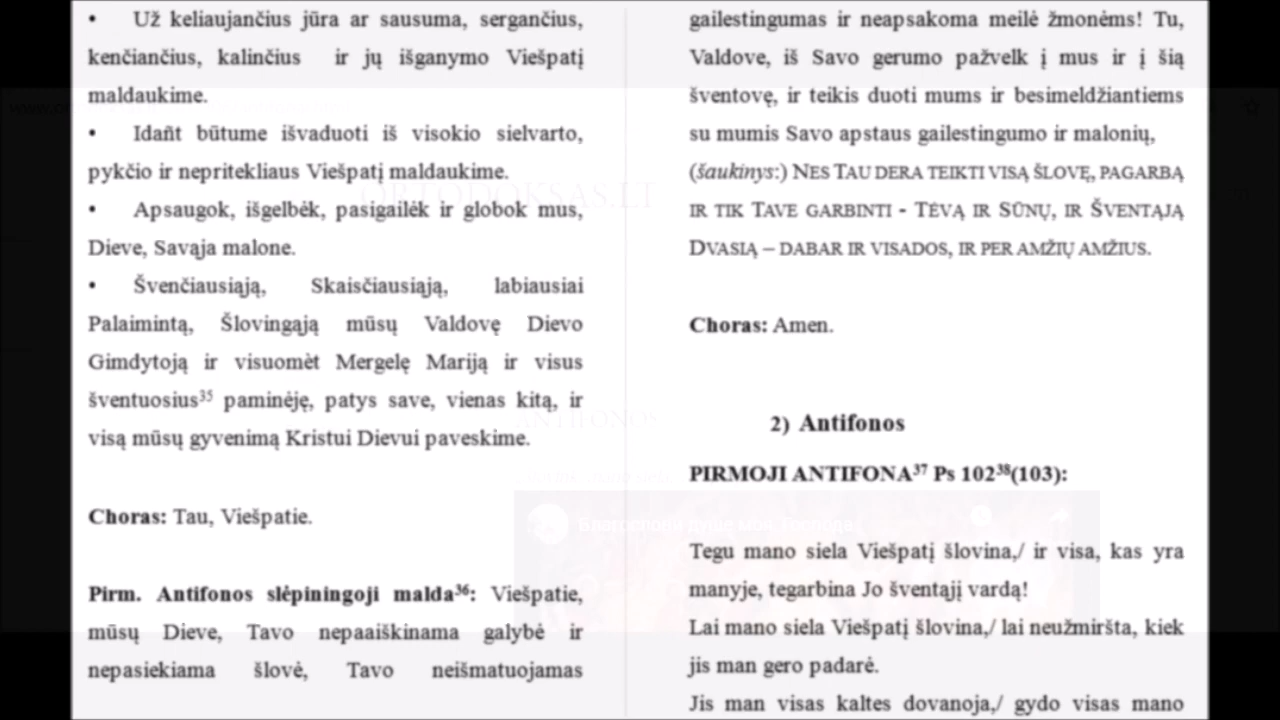 • Už keliaujančius jūra ar sausuma, sergančius,
kenčiančius, kalinčius ir jų išganymo Viešpatį
maldaukime.
• Idañt būtume išvaduoti iš visokio sielvarto,
pykčio ir nepritekliaus Viešpatį maldaukime.
• Apsaugok, išgelbėk, pasigailėk ir globok mus,
Dieve, Savąja malone.
• Švenčiausiąją, Skaisčiausiąją, labiausiai
Palaimintą, Šlovingąją mūsų Valdovę Dievo
Gimdytoją ir visuomèt Mergelę Mariją ir visus
šventuosius³⁵ paminėję, patys save, vienas kitą, ir
visą mūsų gyvenimą Kristui Dievui paveskime.
Choras: Tau, Viešpatie.
Pirm. Antifonos slėpiningoji malda³⁶: Viešpatie,
mūsų Dieve, Tavo nepaaiškinama galybė ir
nepasiekiama šlovė, Tavo neišmatuojamas
gailestingumas ir neapsakoma meilė žmonėms! Tu,
Valdove, iš Savo gerumo pažvelk į mus ir į šią
šventovę, ir teikis duoti mums ir besimeldžiantiems
su mumis Savo apstaus gailestingumo ir malonių,
(šaukinys:) NES TAU DERA TEIKTI VISĄ ŠLOVĘ, PAGARBĄ
IR TIK TAVE GARBINTI - TĖVĄ IR SŪNŲ, IR ŠVENTĄJĄ
DVASIĄ – DABAR IR VISADOS, IR PER AMŽIŲ AMŽIUS.
Choras: Amen.
2) Antifonos
PIRMOJI ANTIFONA³⁷ Ps 102³⁸(103):
Tegu mano siela Viešpatį šlovina,/ ir visa, kas yra
manyje, tegarbina Jo šventąjį vardą!
Lai mano siela Viešpatį šlovina,/ lai neužmiršta, kiek
jis man gero padarė.
Jis man visas kaltes dovanoja,/ gydo visas mano
ORTODOKSAS.LT
ANTIFONOS
Благослови душе моя, Господа